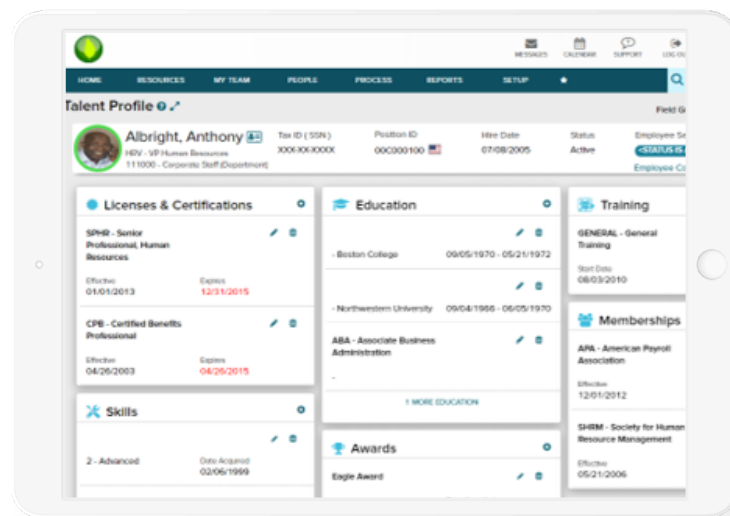 MESSAGES CALENDAR SUPPORT LOG OU
HOME RESOURCES MY TEAM PEOPLE PROCESS REPORTS SETUP
Talent Profile
Field G
Albright, Anthony
HRV - VP Human Resources
111000 - Corporate Staff (Department)
Tax ID (SSN)
XXX-XX-XXXX
Position ID
00C000100
Hire Date
07/08/2005
Status
Active
Employee Se
<STATUS IS
Employee Co
Licenses & Certifications
SPHR - Senior
Professional, Human
Resources
Effective Expires
01/01/2013 12/31/2015
CPB - Certified Benefits
Professional
Effective Expires
04/26/2003 04/26/2015
Skills
2 - Advanced
Date Acquired
02/06/1999
Education
- Boston College 09/05/1970 - 05/21/1972
- Northwestern University 09/04/1966 - 06/05/1970
ABA - Associate Business
Administration
-
1 MORE EDUCATION
Awards
Eagle Award
Training
GENERAL - General
Training
Start Date
08/03/2010
Memberships
APA - American Payroll
Association
Effective
12/01/2012
SHRM - Society for Human
Resource Management
Effective
05/21/2006